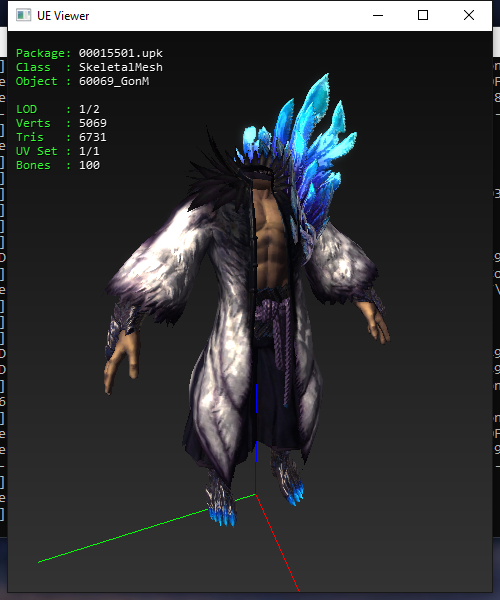 UE Viewer
Package: 00015501.upk
Class : SkeletalMesh
Object : 60069_GonM
LOD : 1/2
Verts : 5069
Tris : 6731
UV Set : 1/1
Bones : 100